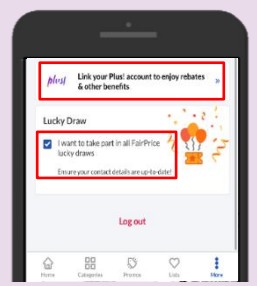 plus! Link your Plus! account to enjoy rebates »
& other benefits
Lucky Draw
I want to take part in all FairPrice
lucky draws
Ensure your contact details are up-to-date!
Log out
Home Categories Promos Lists More